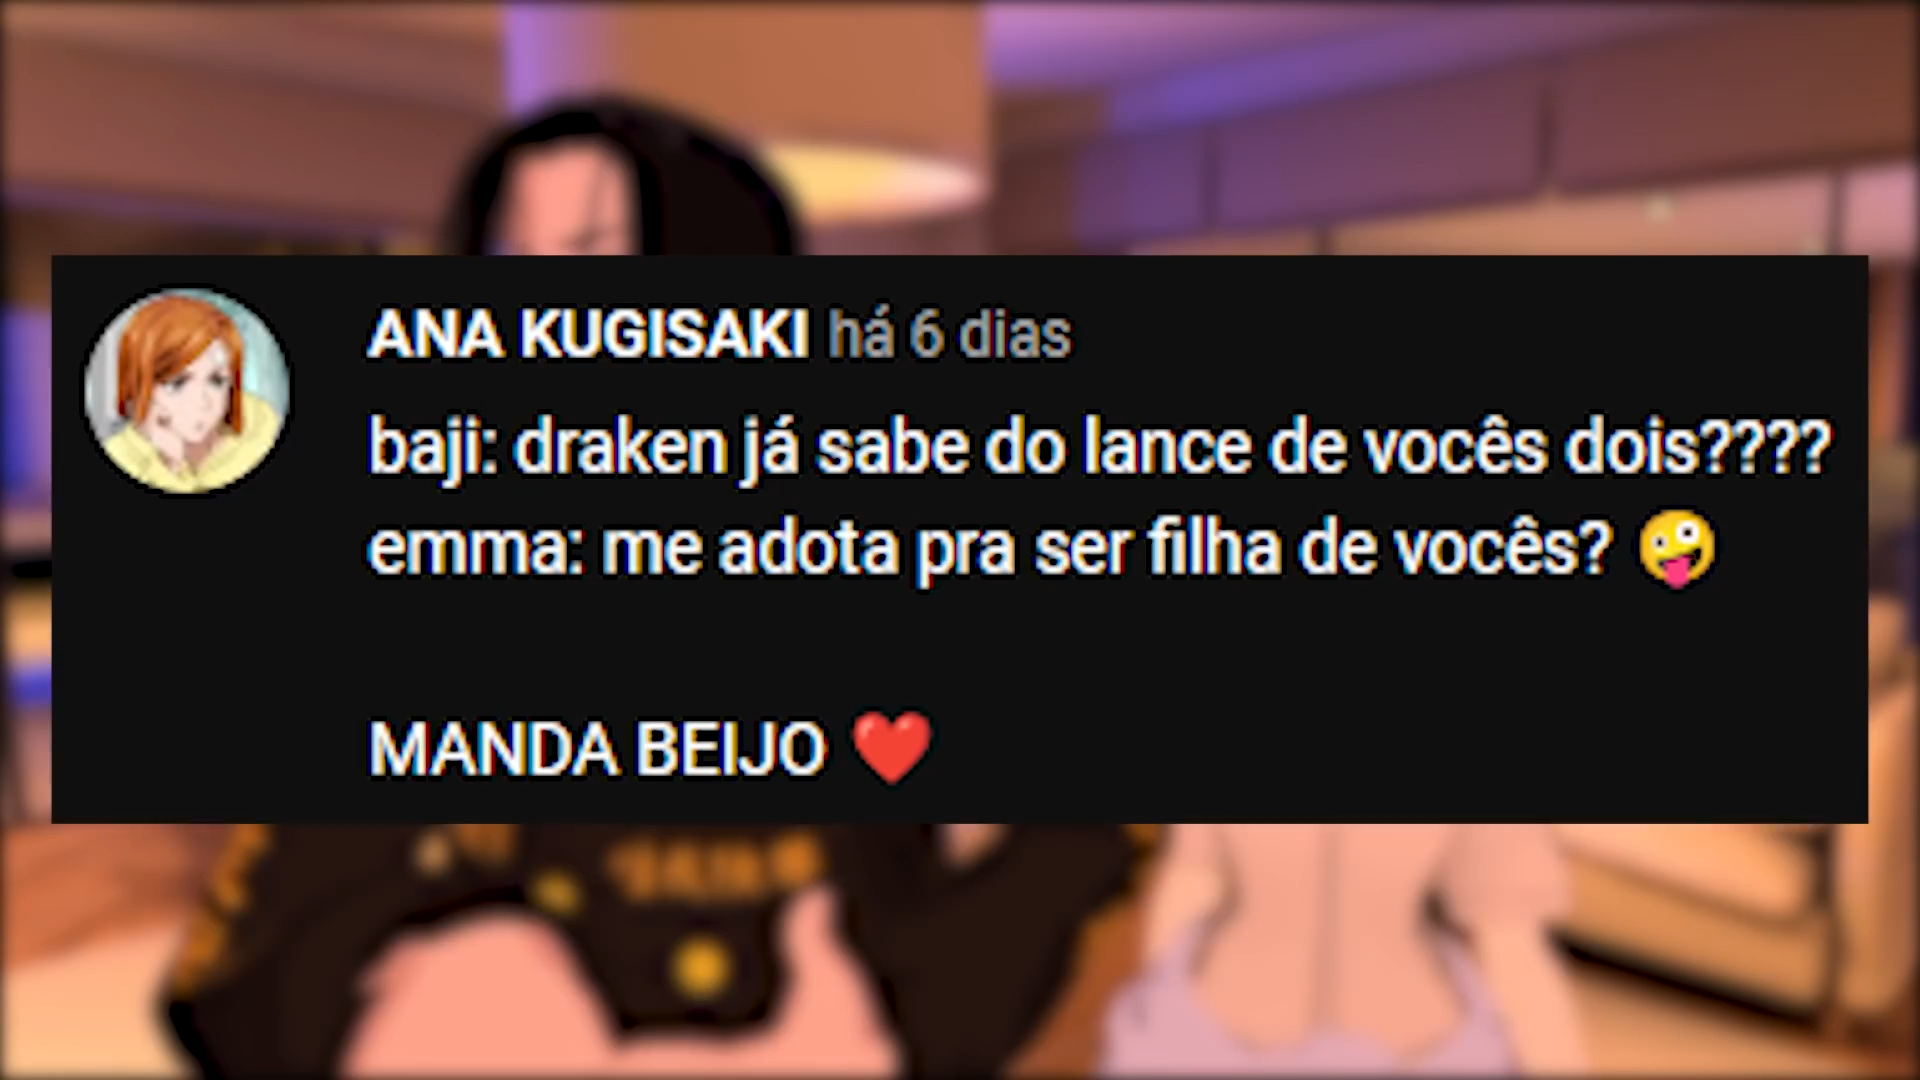 ANA KUGISAKI há 6 dias
baji: draken já sabe do lance de vocês dois????
emma: me adota pra ser filha de vocês? 🤪
MANDA BEIJO ❤️